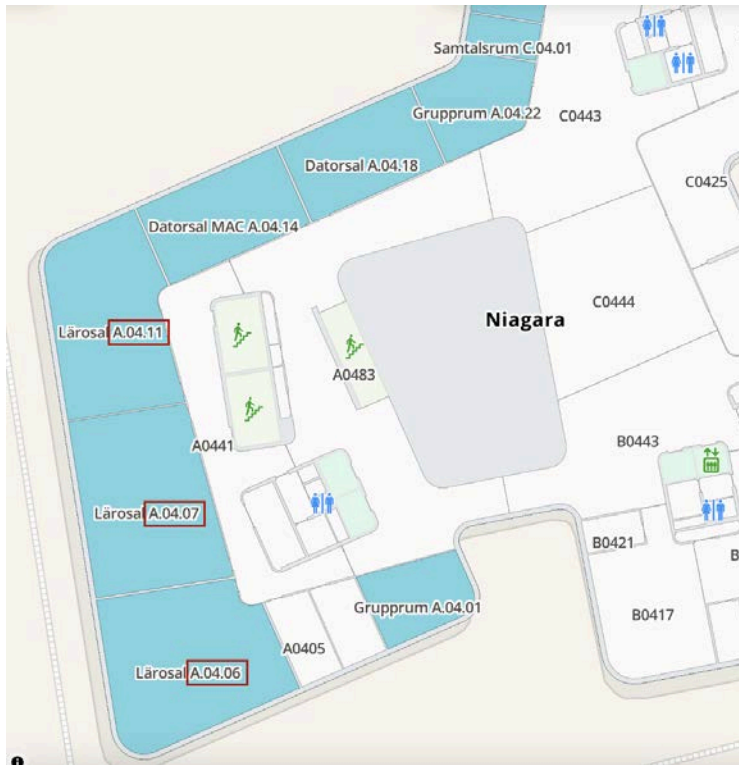 Samtalsrum C.04.01
Grupprum A.04.22
C0443
Datorsal A.04.18
C0425
Datorsal MAC A.04.14
C0444
Niagara
Lärosal A.04.11
A0483
A0441
B0443
Lärosal A.04.07
B0421
B
Grupprum A.04.01
B0417
A0405
Lärosal A.04.06